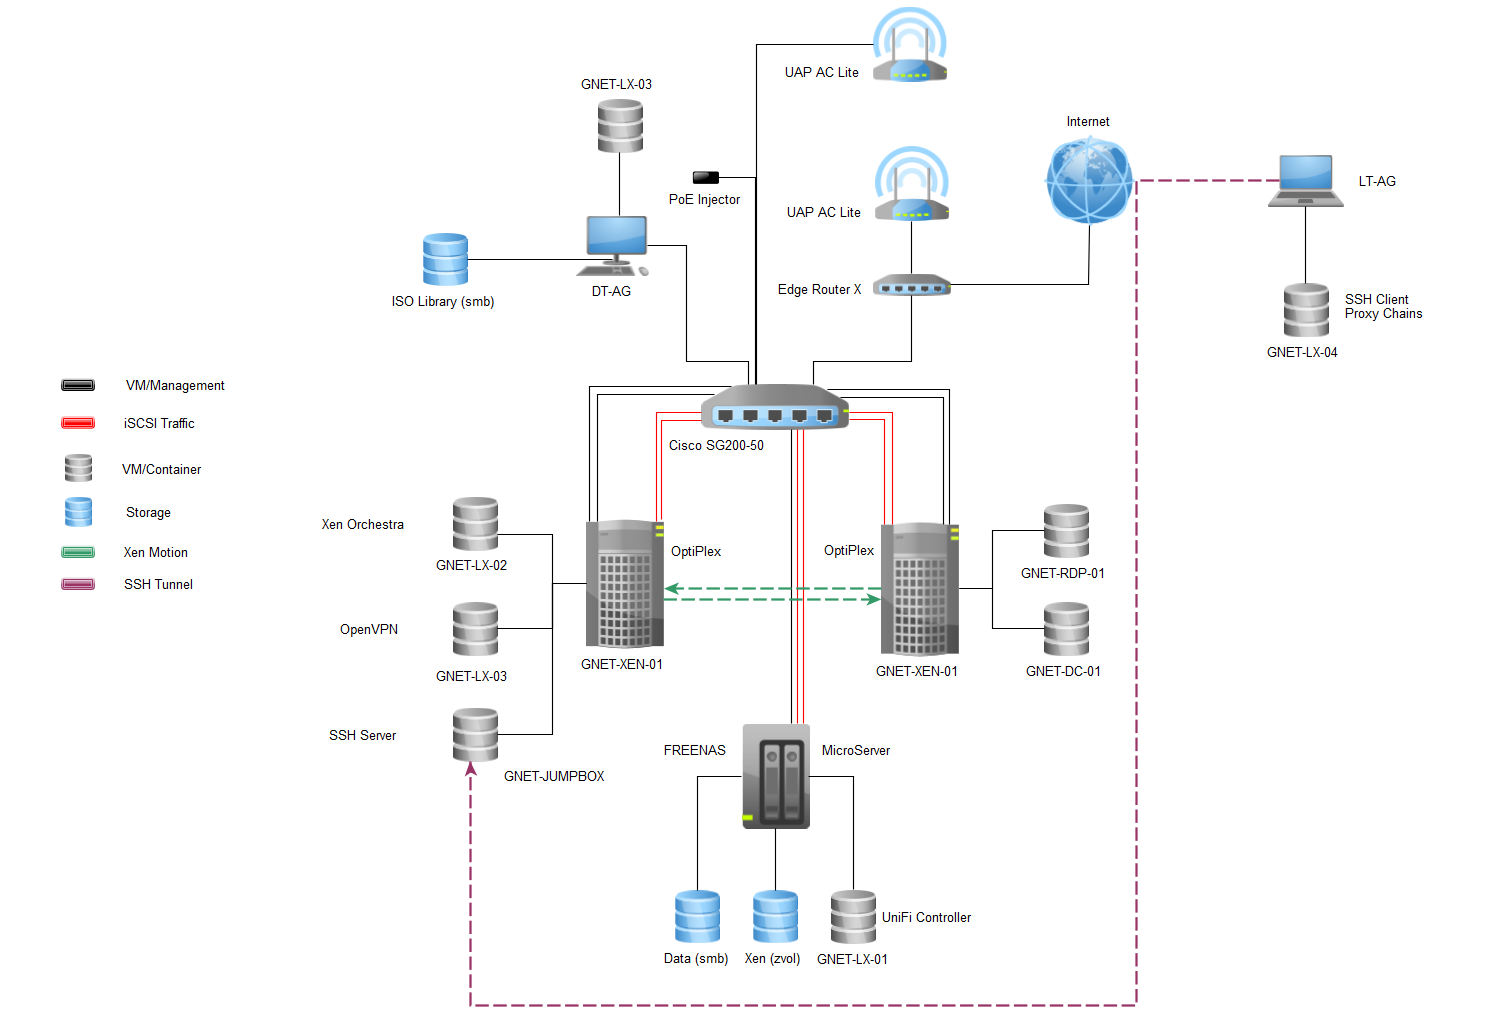 UAP AC Lite
GNET-LX-03
Internet
PoE Injector
UAP AC Lite
LT-AG
Edge Router X
DT-AG
ISO Library (smb)
SSH Client
Proxy Chains
GNET-LX-04
VM/Management
iSCSI Traffic
VM/Container
Storage
Xen Motion
SSH Tunnel
Cisco SG200-50
Xen Orchestra
GNET-LX-02
OptiPlex
OptiPlex
GNET-RDP-01
OpenVPN
GNET-LX-03
GNET-XEN-01
GNET-XEN-01
GNET-DC-01
SSH Server
GNET-JUMPBOX
FREENAS
MicroServer
UniFi Controller
Data (smb)
Xen (zvol)
GNET-LX-01